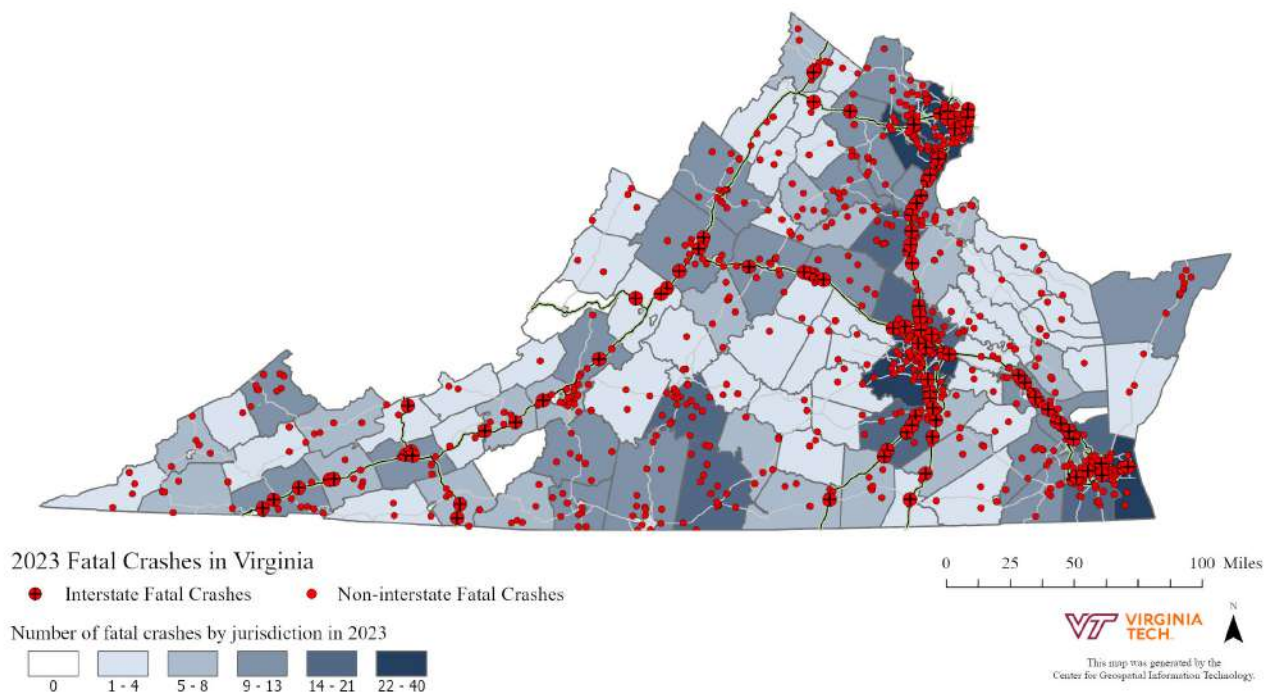 2023 Fatal Crashes in Virginia
Interstate Fatal Crashes
Non-interstate Fatal Crashes
Number of fatal crashes by jurisdiction in 2023
0
1 - 4
5 - 8
9 - 13
14 - 21
22 - 40
0 25 50 100 Miles
VT VIRGINIA
TECH.
N
This map was generated by the
Center for Geospatial Information Technology.